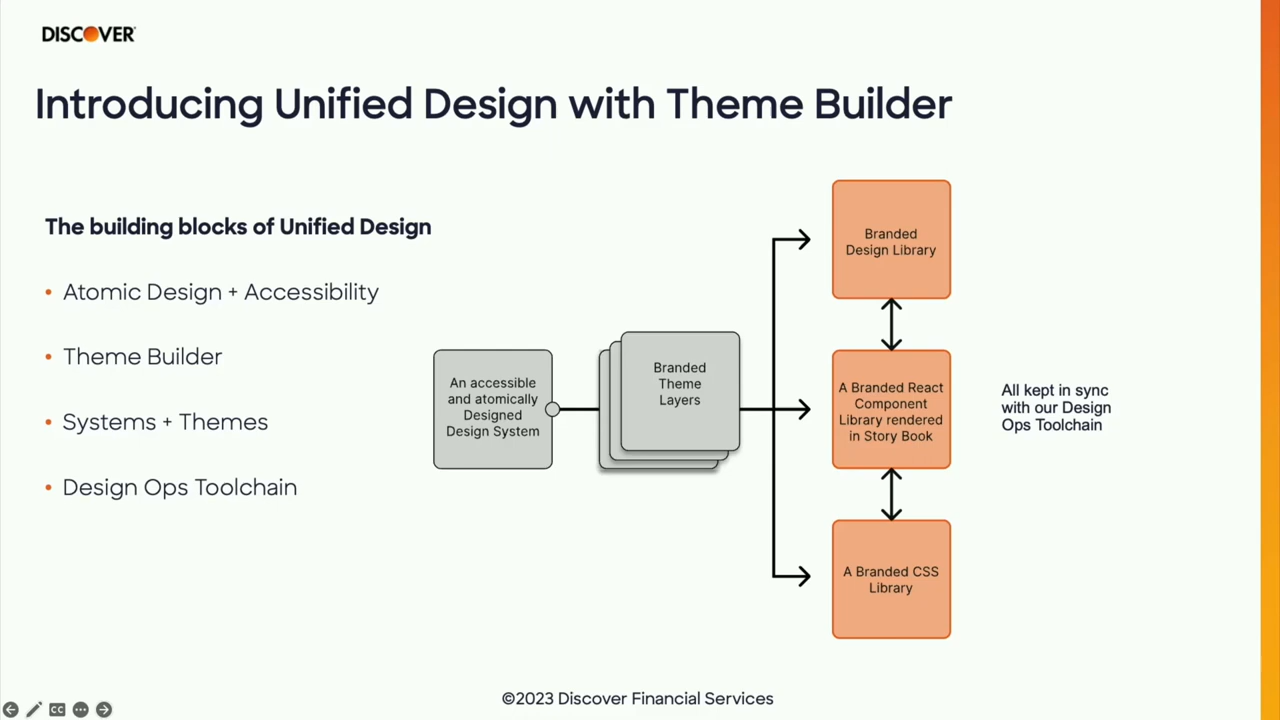 DISCOVER
Introducing Unified Design with Theme Builder
The building blocks of Unified Design
• Atomic Design + Accessibility
• Theme Builder
• Systems + Themes
• Design Ops Toolchain
An accessible
and atomically
Designed
Design System
Branded
Theme
Layers
Branded
Design Library
A Branded React
Component
Library rendered
in Story Book
A Branded CSS
Library
All kept in sync
with our Design
Ops Toolchain
©2023 Discover Financial Services
CC